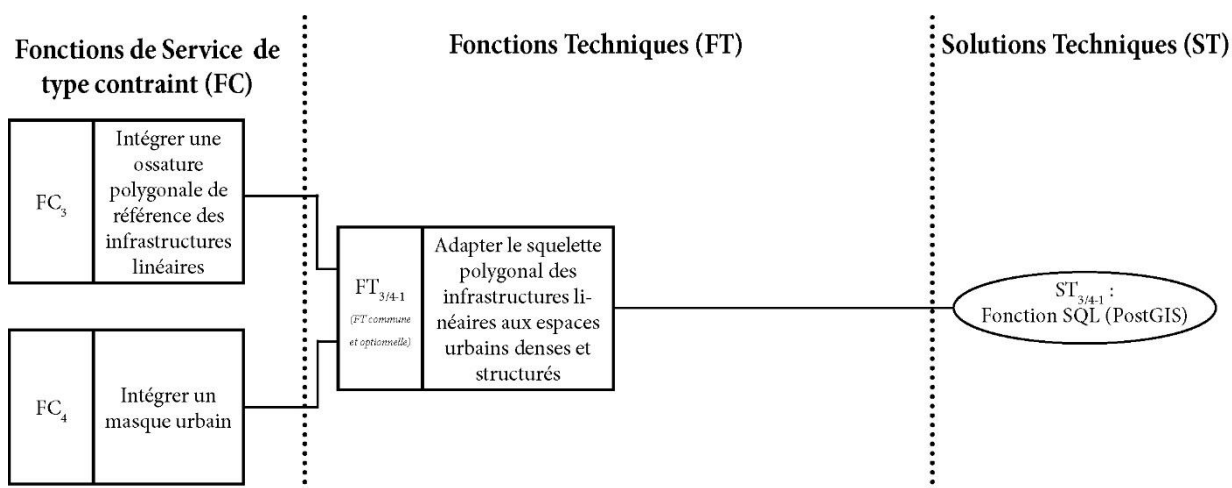 Fonctions de Service de
type contraint (FC)
Fonctions Techniques (FT)
Solutions Techniques (ST)
FC3
Intégrer une
ossature
polygonale de
référence des
infrastructures
linéaires
FC4
Intégrer un
masque urbain
FT3/4-1
(FT commune
et optionnelle)
Adapter le squelette
polygonal des
infrastructures li-
néaires aux espaces
urbains denses et
structurés
ST3/4-1 :
Fonction SQL (PostGIS)